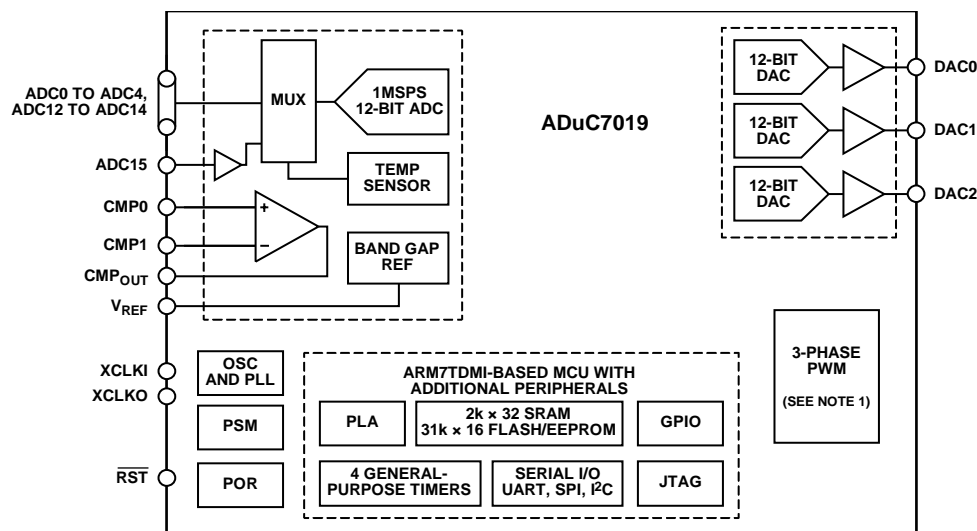 ADC0 TO ADC4,
ADC12 TO ADC14
MUX
1MSPS
12-BIT ADC
ADC15
TEMP
SENSOR
CMP0
+
CMP1
−
BAND GAP
REF
CMPOUT
VREF
ADuC7019
12-BIT
DAC
DAC0
12-BIT
DAC
DAC1
12-BIT
DAC
DAC2
3-PHASE
PWM
(SEE NOTE 1)
XCLKI
XCLKO
OSC
AND PLL
PSM
RST
POR
ARM7TDMI-BASED MCU WITH
ADDITIONAL PERIPHERALS
PLA
2k × 32 SRAM
31k × 16 FLASH/EEPROM
GPIO
4 GENERAL-
PURPOSE TIMERS
SERIAL I/O
UART, SPI, I²C
JTAG